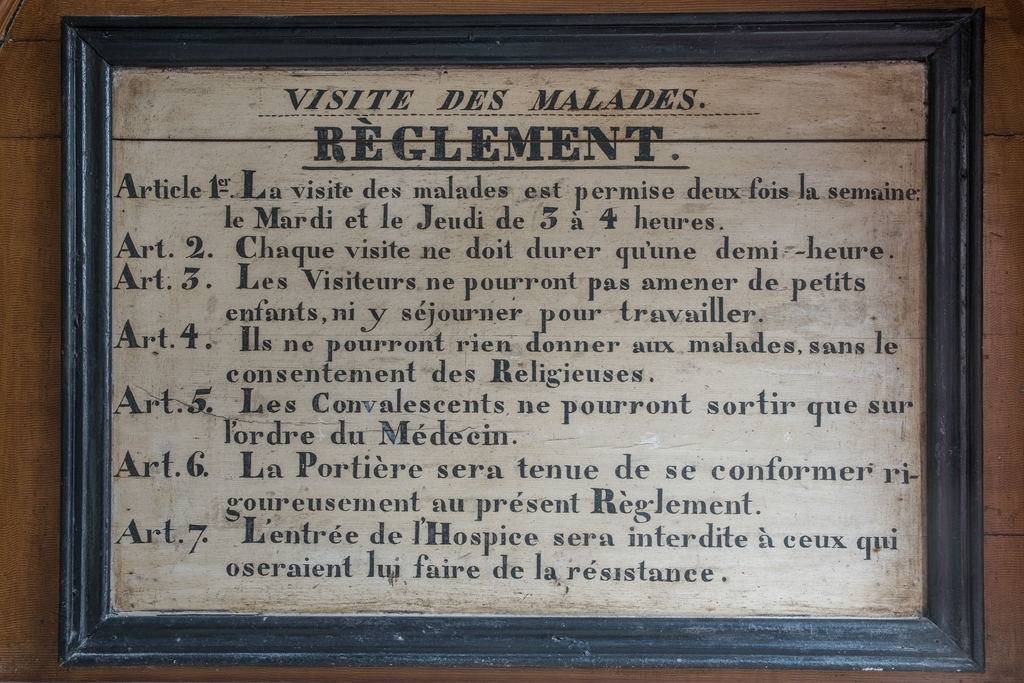 VISITE DES MALADES.
RÈGLEMENT.
Article 1er. La visite des malades est permise deux fois la semaine:
le Mardi et le Jeudi de 3 à 4 heures.
Art. 2. Chaque visite ne doit durer qu'une demi-heure.
Art. 3. Les Visiteurs ne pourront pas amener de petits
enfants, ni y séjourner pour travailler.
Art. 4. Ils ne pourront rien donner aux malades, sans le
consentement des Religieuses.
Art. 5. Les Convalescents ne pourront sortir que sur
l'ordre du Médecin.
Art. 6. La Portière sera tenue de se conformer ri-
goureusement au présent Règlement.
Art. 7. L'entrée de l'Hospice sera interdite à ceux qui
oseraient lui faire de la résistance.